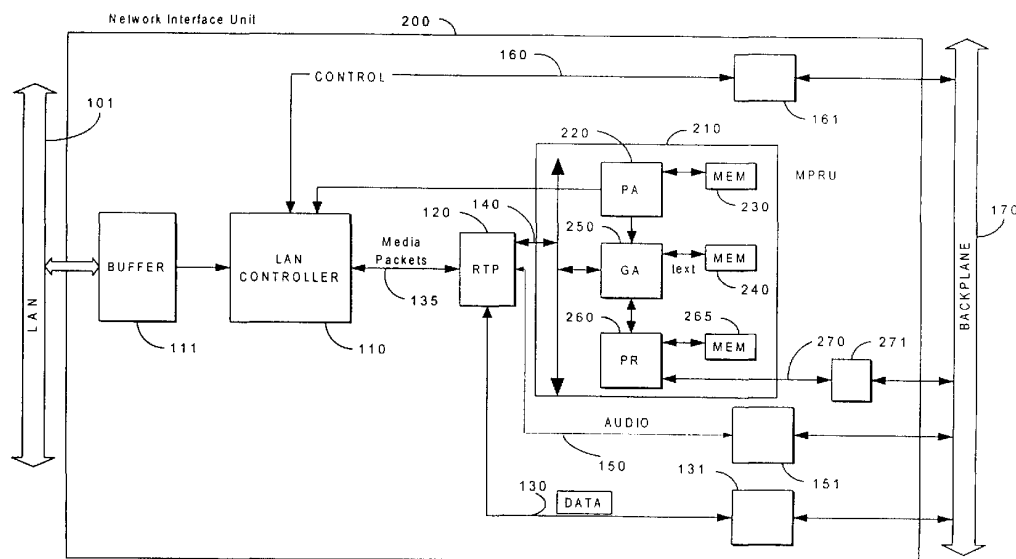 Network Interface Unit
200
160
CONTROL
161
101
210
220
PA
MEM
230
MPRU
170
120
140
250
BUFFER
LAN
CONTROLLER
Media
Packets
RTP
GA
text
MEM
240
LAN
BACKPLANE
135
111
110
260
265
PR
MEM
270
271
AUDIO
150
151
131
130
DATA